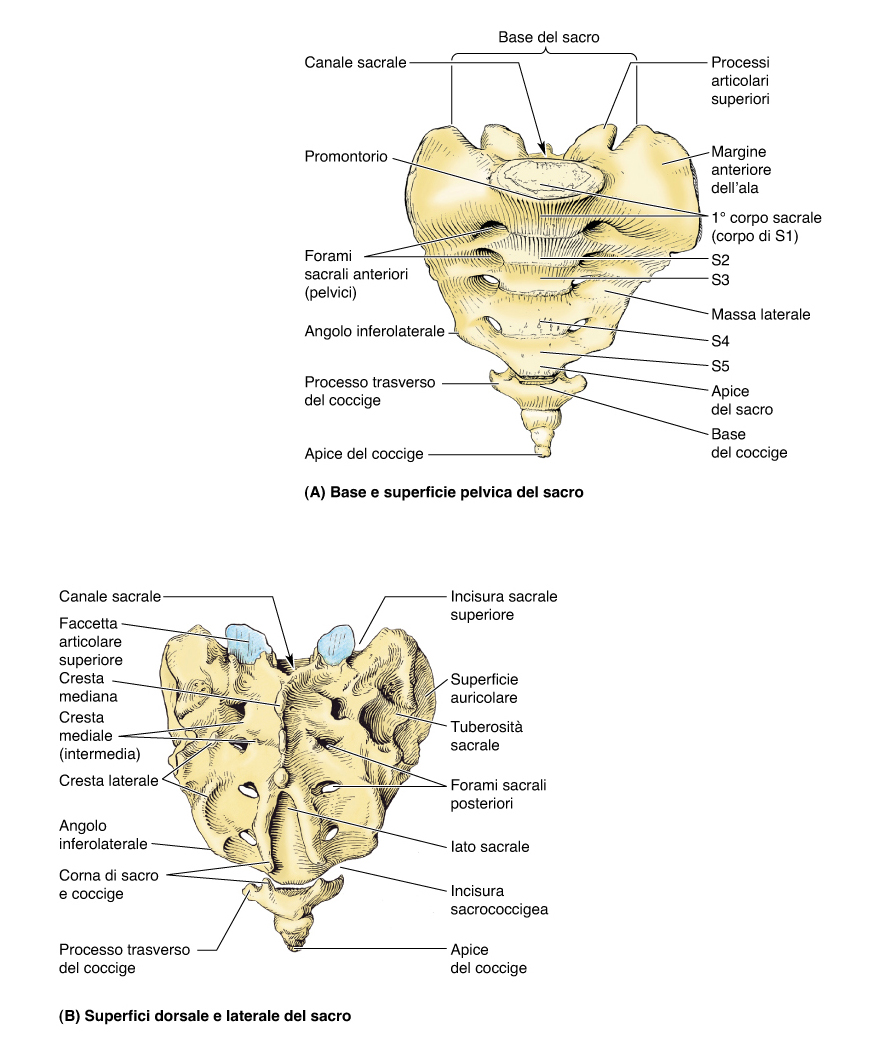 Base del sacro
Canale sacrale
Processi
articolari
superiori
Promontorio
Margine
anteriore
dell'ala
1° corpo sacrale
(corpo di S1)
Forami
sacrali anteriori
(pelvici)
S2
S3
Massa laterale
Angolo inferolaterale
S4
S5
Processo trasverso
del coccige
Apice
del sacro
Base
del coccige
Apice del coccige
(A) Base e superficie pelvica del sacro
Canale sacrale
Incisura sacrale
superiore
Faccetta
articolare
superiore
Cresta
mediana
Superficie
auricolare
Cresta
mediale
(intermedia)
Tuberosità
sacrale
Cresta laterale
Forami sacrali
posteriori
Angolo
inferolaterale
Iato sacrale
Corna di sacro
e coccige
Incisura
sacrococcigea
Processo trasverso
del coccige
Apice
del coccige
(B) Superfici dorsale e laterale del sacro